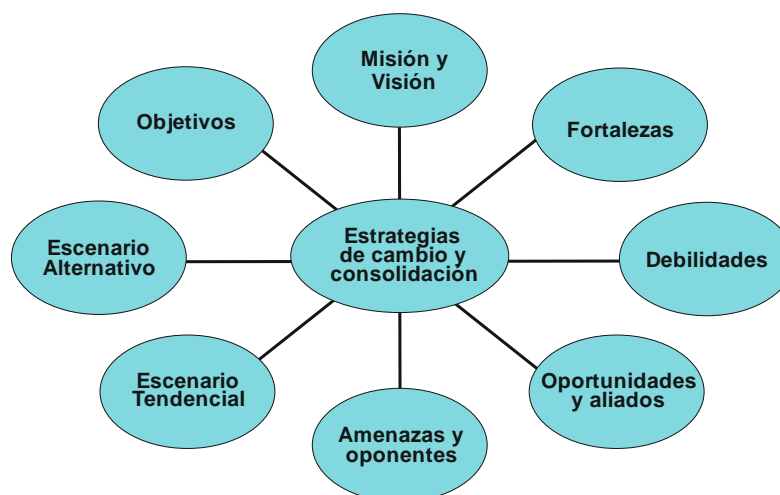 Misión y
Visión
Objetivos
Fortalezas
Escenario
Alternativo
Estrategias
de cambio y
consolidación
Debilidades
Escenario
Tendencial
Oportunidades
y aliados
Amenazas y
oponentes